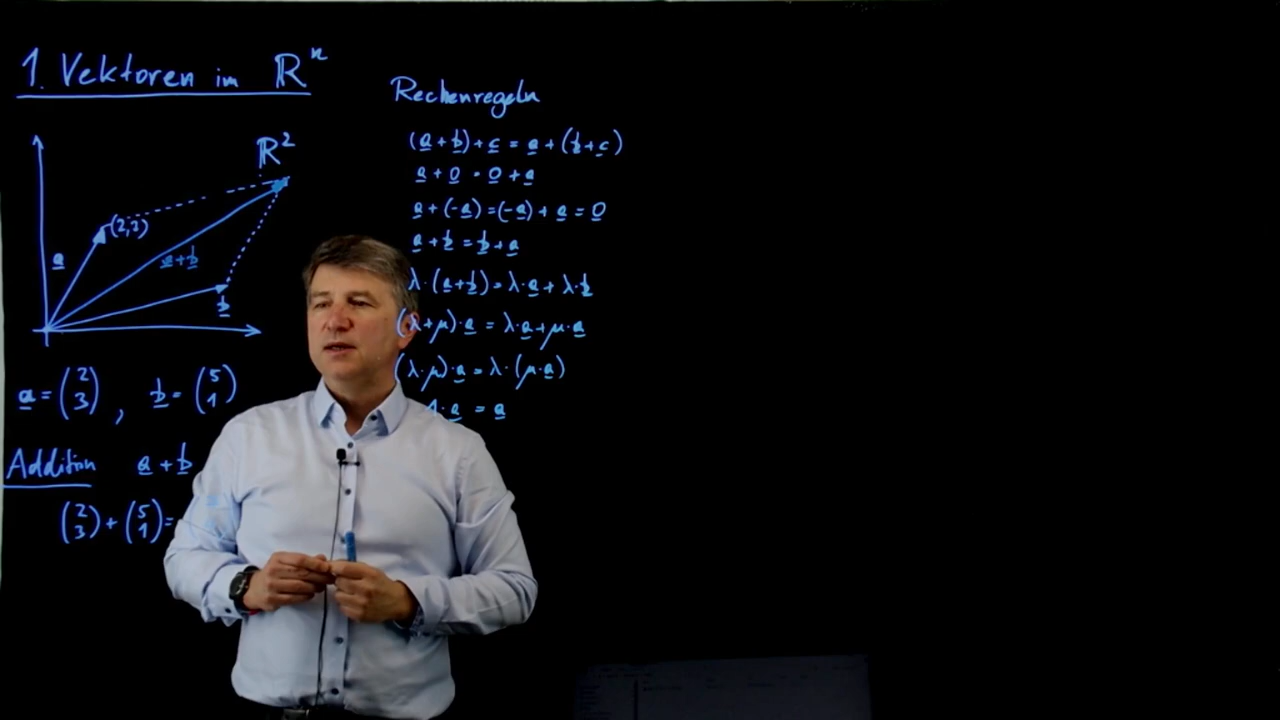 1. Vektoren im ℝⁿ
ℝ²
(2,3)
a̲
a̲+b̲
b̲
a̲ = (2 3), b̲ = (5 1)
Addition a̲ + b̲
(2 3) + (5 1) =
Rechenregeln
(a̲+b̲)+c̲ = a̲+(b̲+c̲)
a̲+0̲ = 0̲+a̲
a̲+(-a̲)=(-a̲)+a̲=0̲
a̲+b̲=b̲+a̲
λ·(a̲+b̲)=λ·a̲+λ·b̲
(λ+μ)·a̲ = λ·a̲+μ·a̲
(λ·μ)·a̲ = λ·(μ·a̲)
1·a̲ = a̲